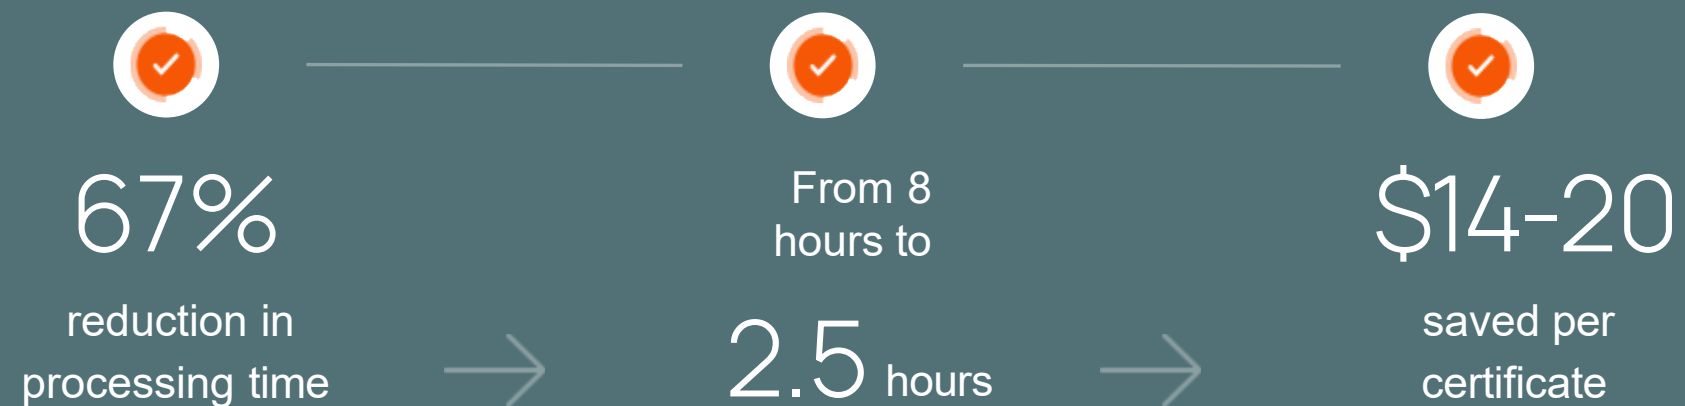 67%
reduction in
processing time
From 8
hours to
2.5 hours
$14-20
saved per
certificate